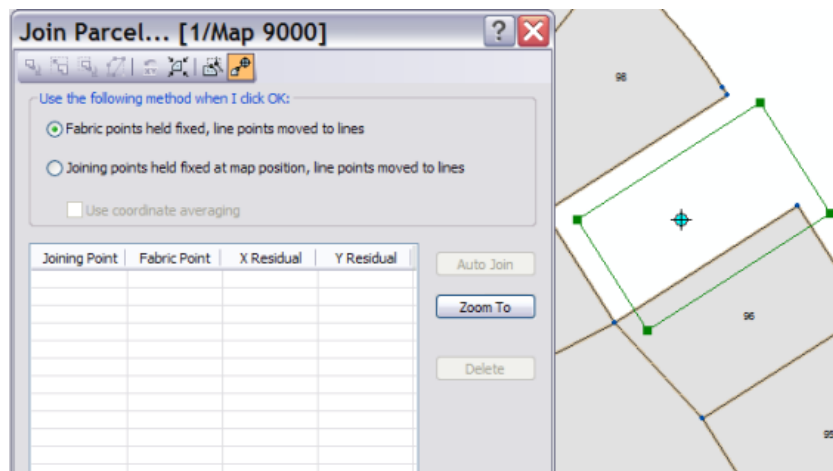 Join Parcel... [1/Map 9000]
Use the following method when I click OK:
Fabric points held fixed, line points moved to lines
Joining points held fixed at map position, line points moved to lines
Use coordinate averaging
Joining Point Fabric Point X Residual Y Residual
Auto Join
Zoom To
Delete
98
96
95